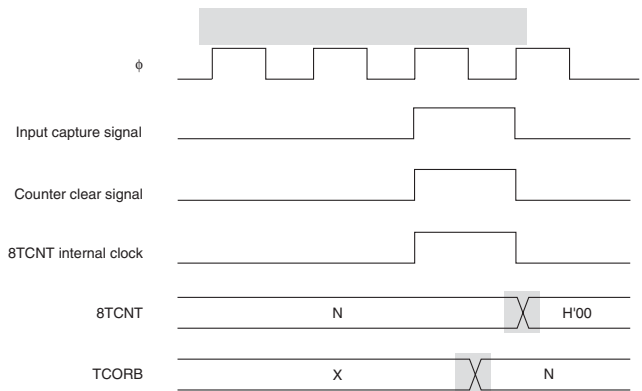 φ
Input capture signal
Counter clear signal
8TCNT internal clock
8TCNT N H'00
TCORB X N